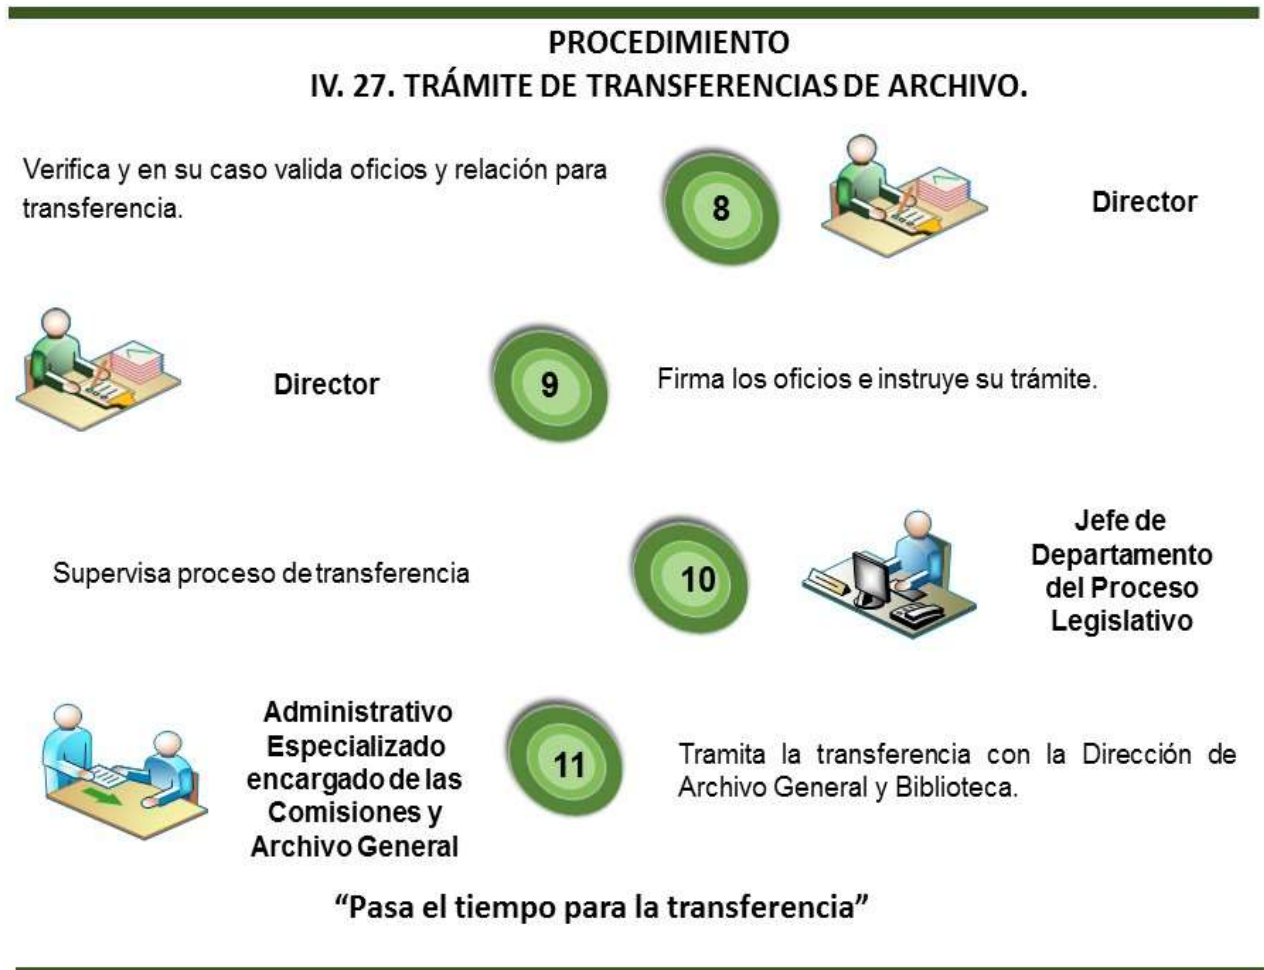 PROCEDIMIENTO
IV. 27. TRÁMITE DE TRANSFERENCIAS DE ARCHIVO.
Verifica y en su caso valida oficios y relación para
transferencia.
8
Director
Director
9
Firma los oficios e instruye su trámite.
Supervisa proceso de transferencia
10
Jefe de
Departamento
del Proceso
Legislativo
Administrativo
Especializado
encargado de las
Comisiones y
Archivo General
11
Tramita la transferencia con la Dirección de
Archivo General y Biblioteca.
“Pasa el tiempo para la transferencia”